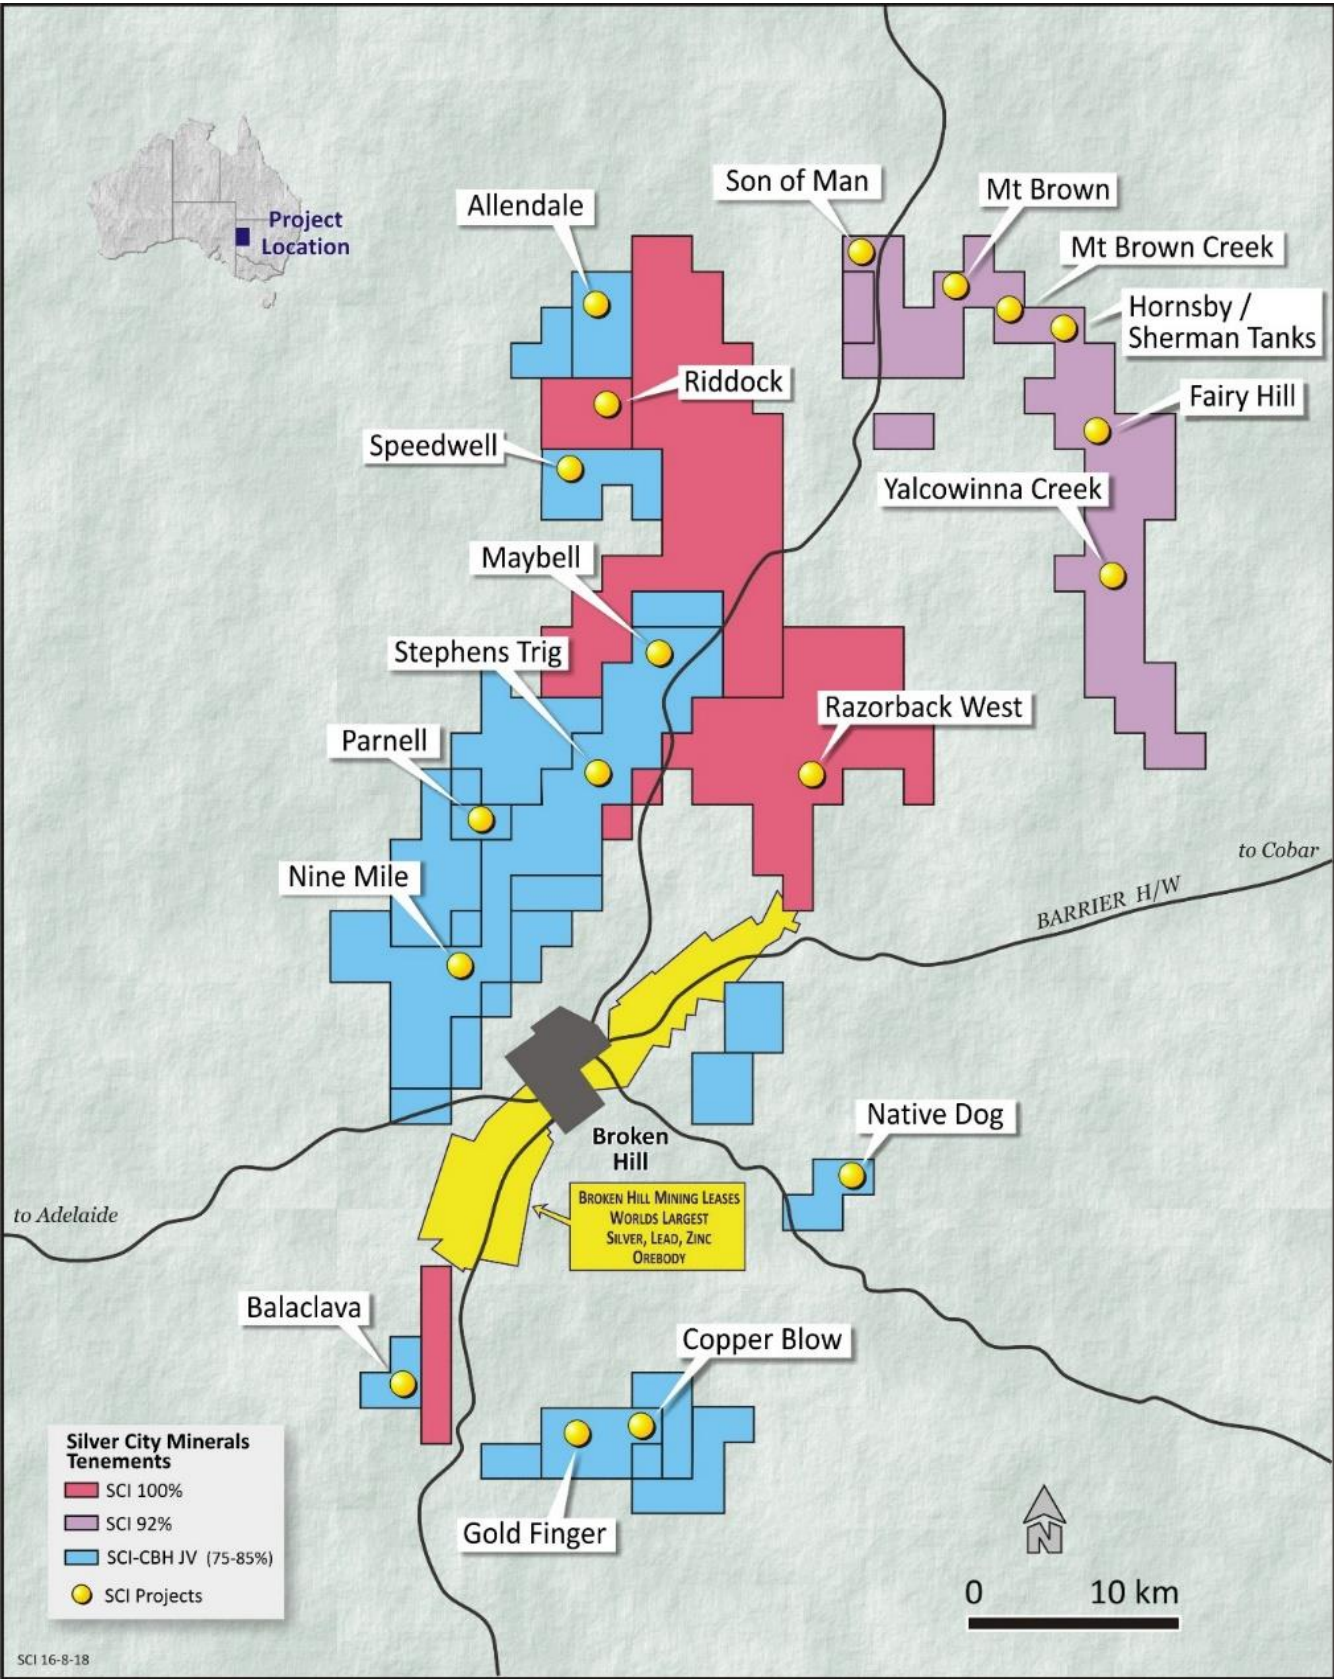 Project
Location
Allendale
Son of Man
Mt Brown
Mt Brown Creek
Hornsby /
Sherman Tanks
Riddock
Fairy Hill
Speedwell
Yalcowinna Creek
Maybell
Stephens Trig
Razorback West
Parnell
Nine Mile
to Cobar
BARRIER H/W
Native Dog
Broken
Hill
BROKEN HILL MINING LEASES
WORLDS LARGEST
SILVER, LEAD, ZINC
OREBODY
to Adelaide
Balaclava
Copper Blow
Gold Finger
Silver City Minerals
Tenements
SCI 100%
SCI 92%
SCI-CBH JV (75-85%)
SCI Projects
N
0 10 km
SCI 16-8-18